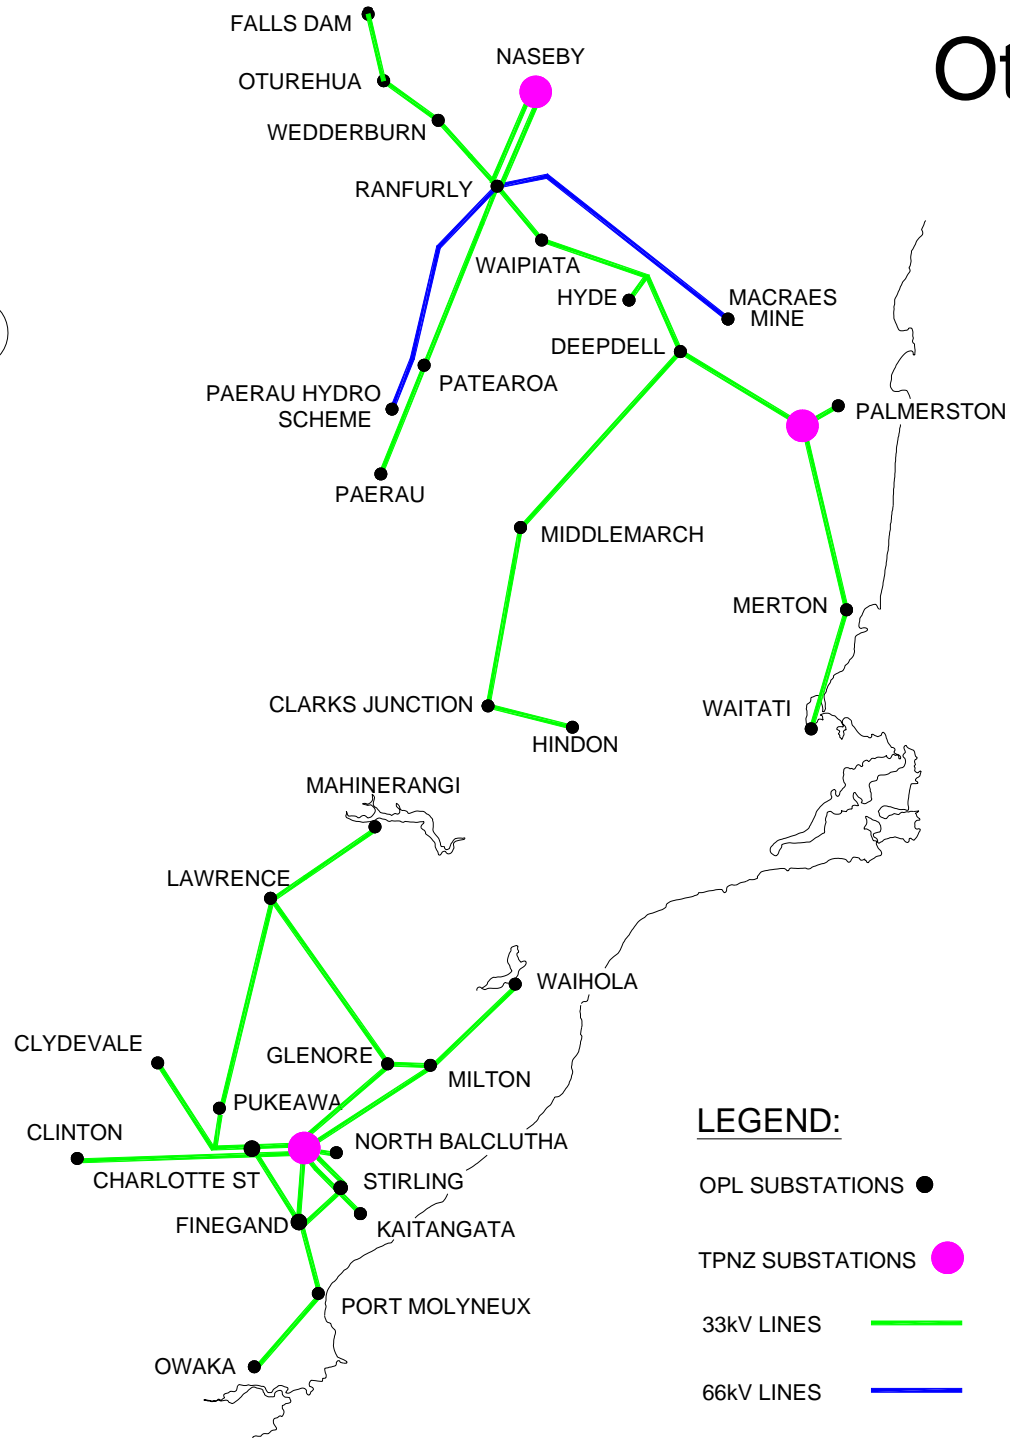 FALLS DAM
NASEBY
Ot
OTUREHUA
WEDDERBURN
RANFURLY
WAIPIATA
HYDE
MACRAES
MINE
DEEPDELL
PATEAROA
PAERAU HYDRO
SCHEME
PALMERSTON
PAERAU
MIDDLEMARCH
MERTON
CLARKS JUNCTION
WAITATI
HINDON
MAHINERANGI
LAWRENCE
WAIHOLA
CLYDEVALE
GLENORE
MILTON
PUKEAWA
CLINTON
NORTH BALCLUTHA
CHARLOTTE ST
STIRLING
FINEGAND
KAITANGATA
PORT MOLYNEUX
OWAKA
LEGEND:
OPL SUBSTATIONS
TPNZ SUBSTATIONS
33kV LINES
66kV LINES